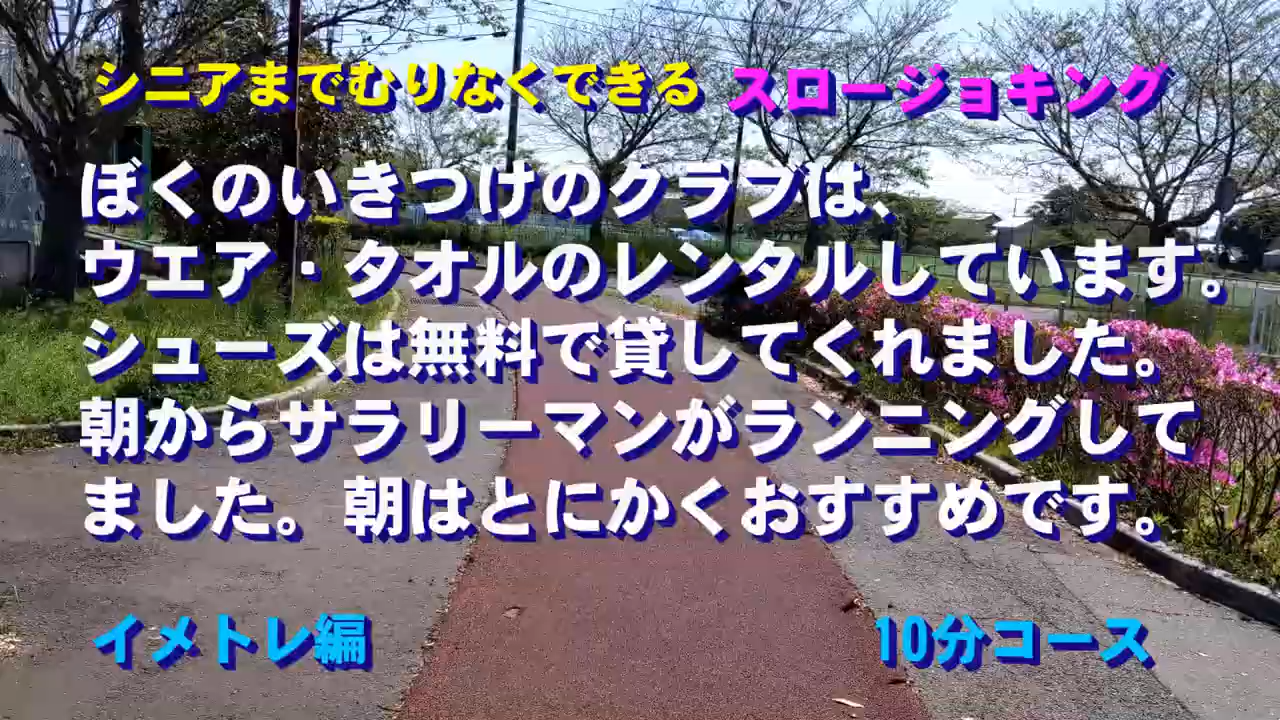 シニアまでむりなくできる スロージョキング
ぼくのいきつけのクラブは、
ウエア・タオルのレンタルしています。
シューズは無料で貸してくれました。
朝からサラリーマンがランニングして
ました。朝はとにかくおすすめです。
イメトレ編 10分コース